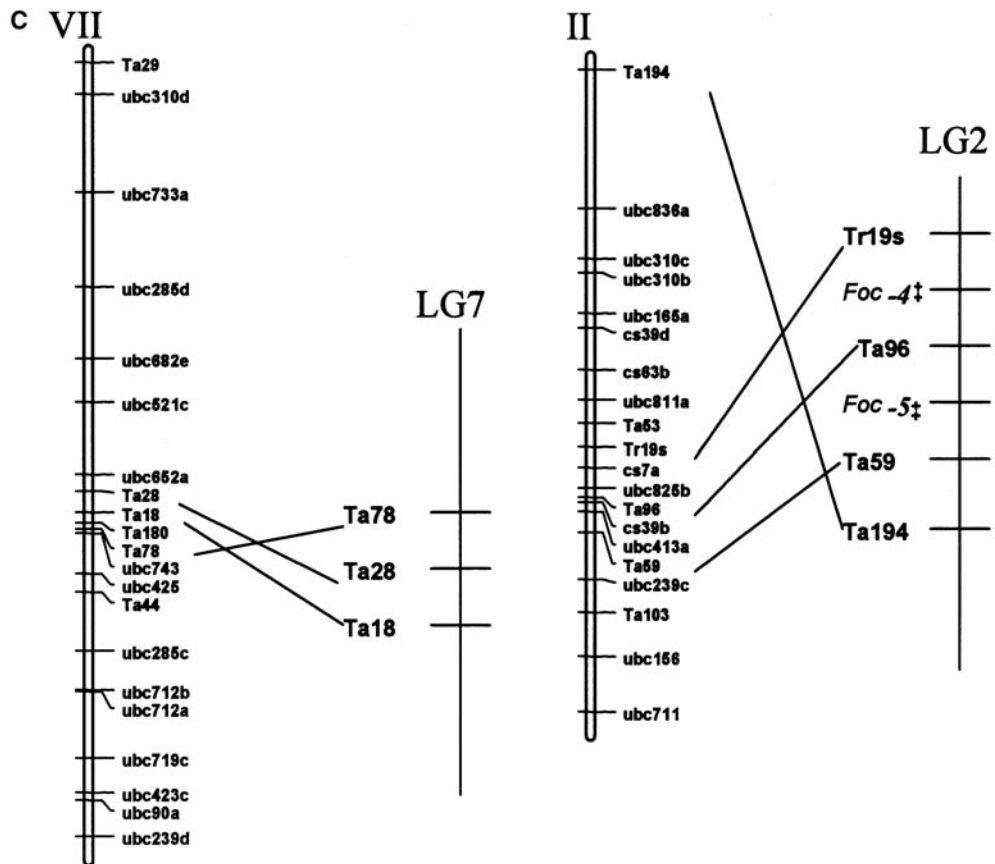 C VII
Ta29
ubc310d
ubc733a
ubc285d
ubc682e
ubc521c
ubc652a
Ta28
Ta18
Ta180
Ta78
ubc743
ubc425
Ta44
ubc285c
ubc712b
ubc712a
ubc719c
ubc423c
ubc90a
ubc239d
LG7
Ta78
Ta28
Ta18
II
Ta194
ubc836a
ubc310c
ubc310b
ubc165a
cs39d
cs63b
ubc811a
Ta53
Tr19s
cs7a
ubc825b
Ta96
cs39b
ubc413a
Ta59
ubc239c
Ta103
ubc156
ubc711
LG2
Tr19s
Foc -4‡
Ta96
Foc -5‡
Ta59
Ta194